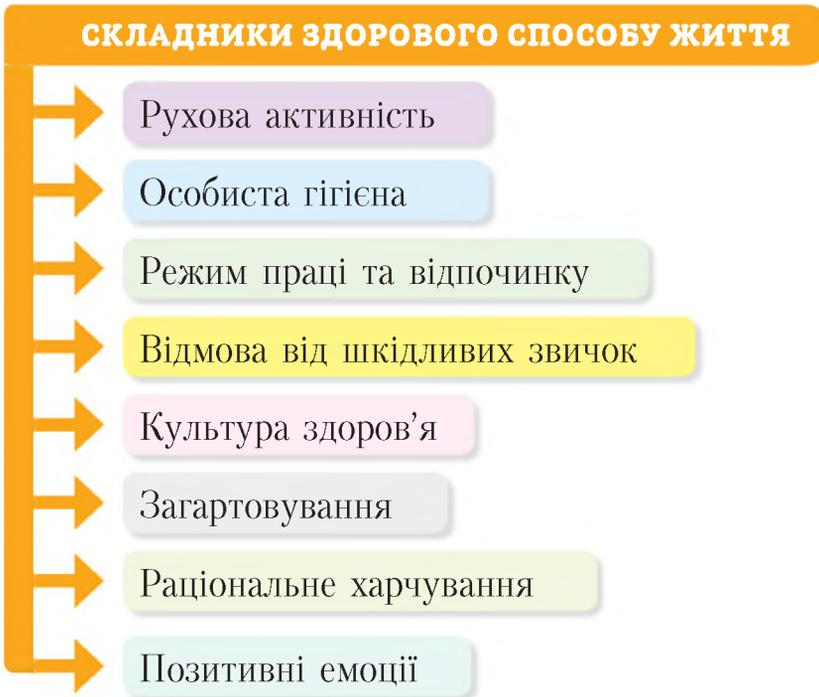 СКЛАДНИКИ ЗДОРОВОГО СПОСОБУ ЖИТТЯ
Рухова активність
Особиста гігієна
Режим праці та відпочинку
Відмова від шкідливих звичок
Культура здоров’я
Загартовування
Раціональне харчування
Позитивні емоції